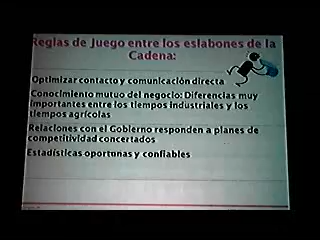 Reglas de Juego entre los eslabones de la
Cadena:
Optimizar contacto y comunicación directa
Conocimiento mutuo del negocio: Diferencias muy
importantes entre los tiempos industriales y los
tiempos agrícolas
Relaciones con el Gobierno responden a planes de
competitividad concertados
Estadísticas oportunas y confiables